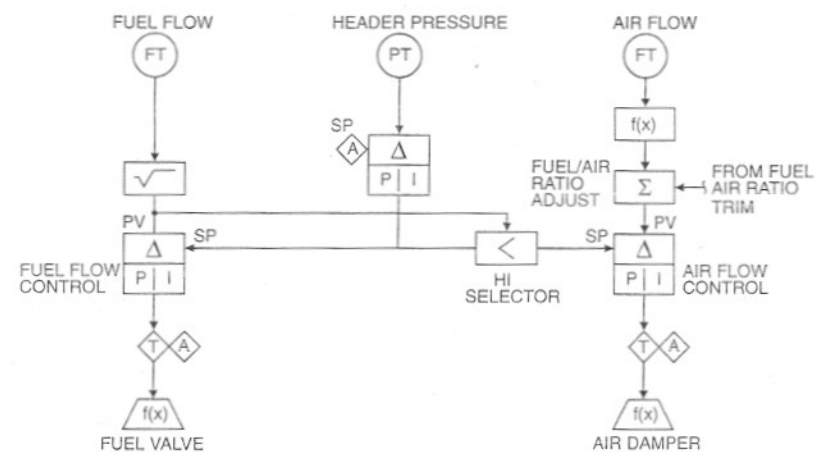 FUEL FLOW
HEADER PRESSURE
AIR FLOW
FT
PT
FT
f(x)
SP
A
Δ
P I
√
FUEL/AIR
RATIO
ADJUST
Σ
FROM FUEL
AIR RATIO
TRIM
PV
SP
Δ
P I
FUEL FLOW
CONTROL
<
HI
SELECTOR
SP
PV
Δ
P I
AIR FLOW
CONTROL
T A
T A
f(x)
f(x)
FUEL VALVE
AIR DAMPER